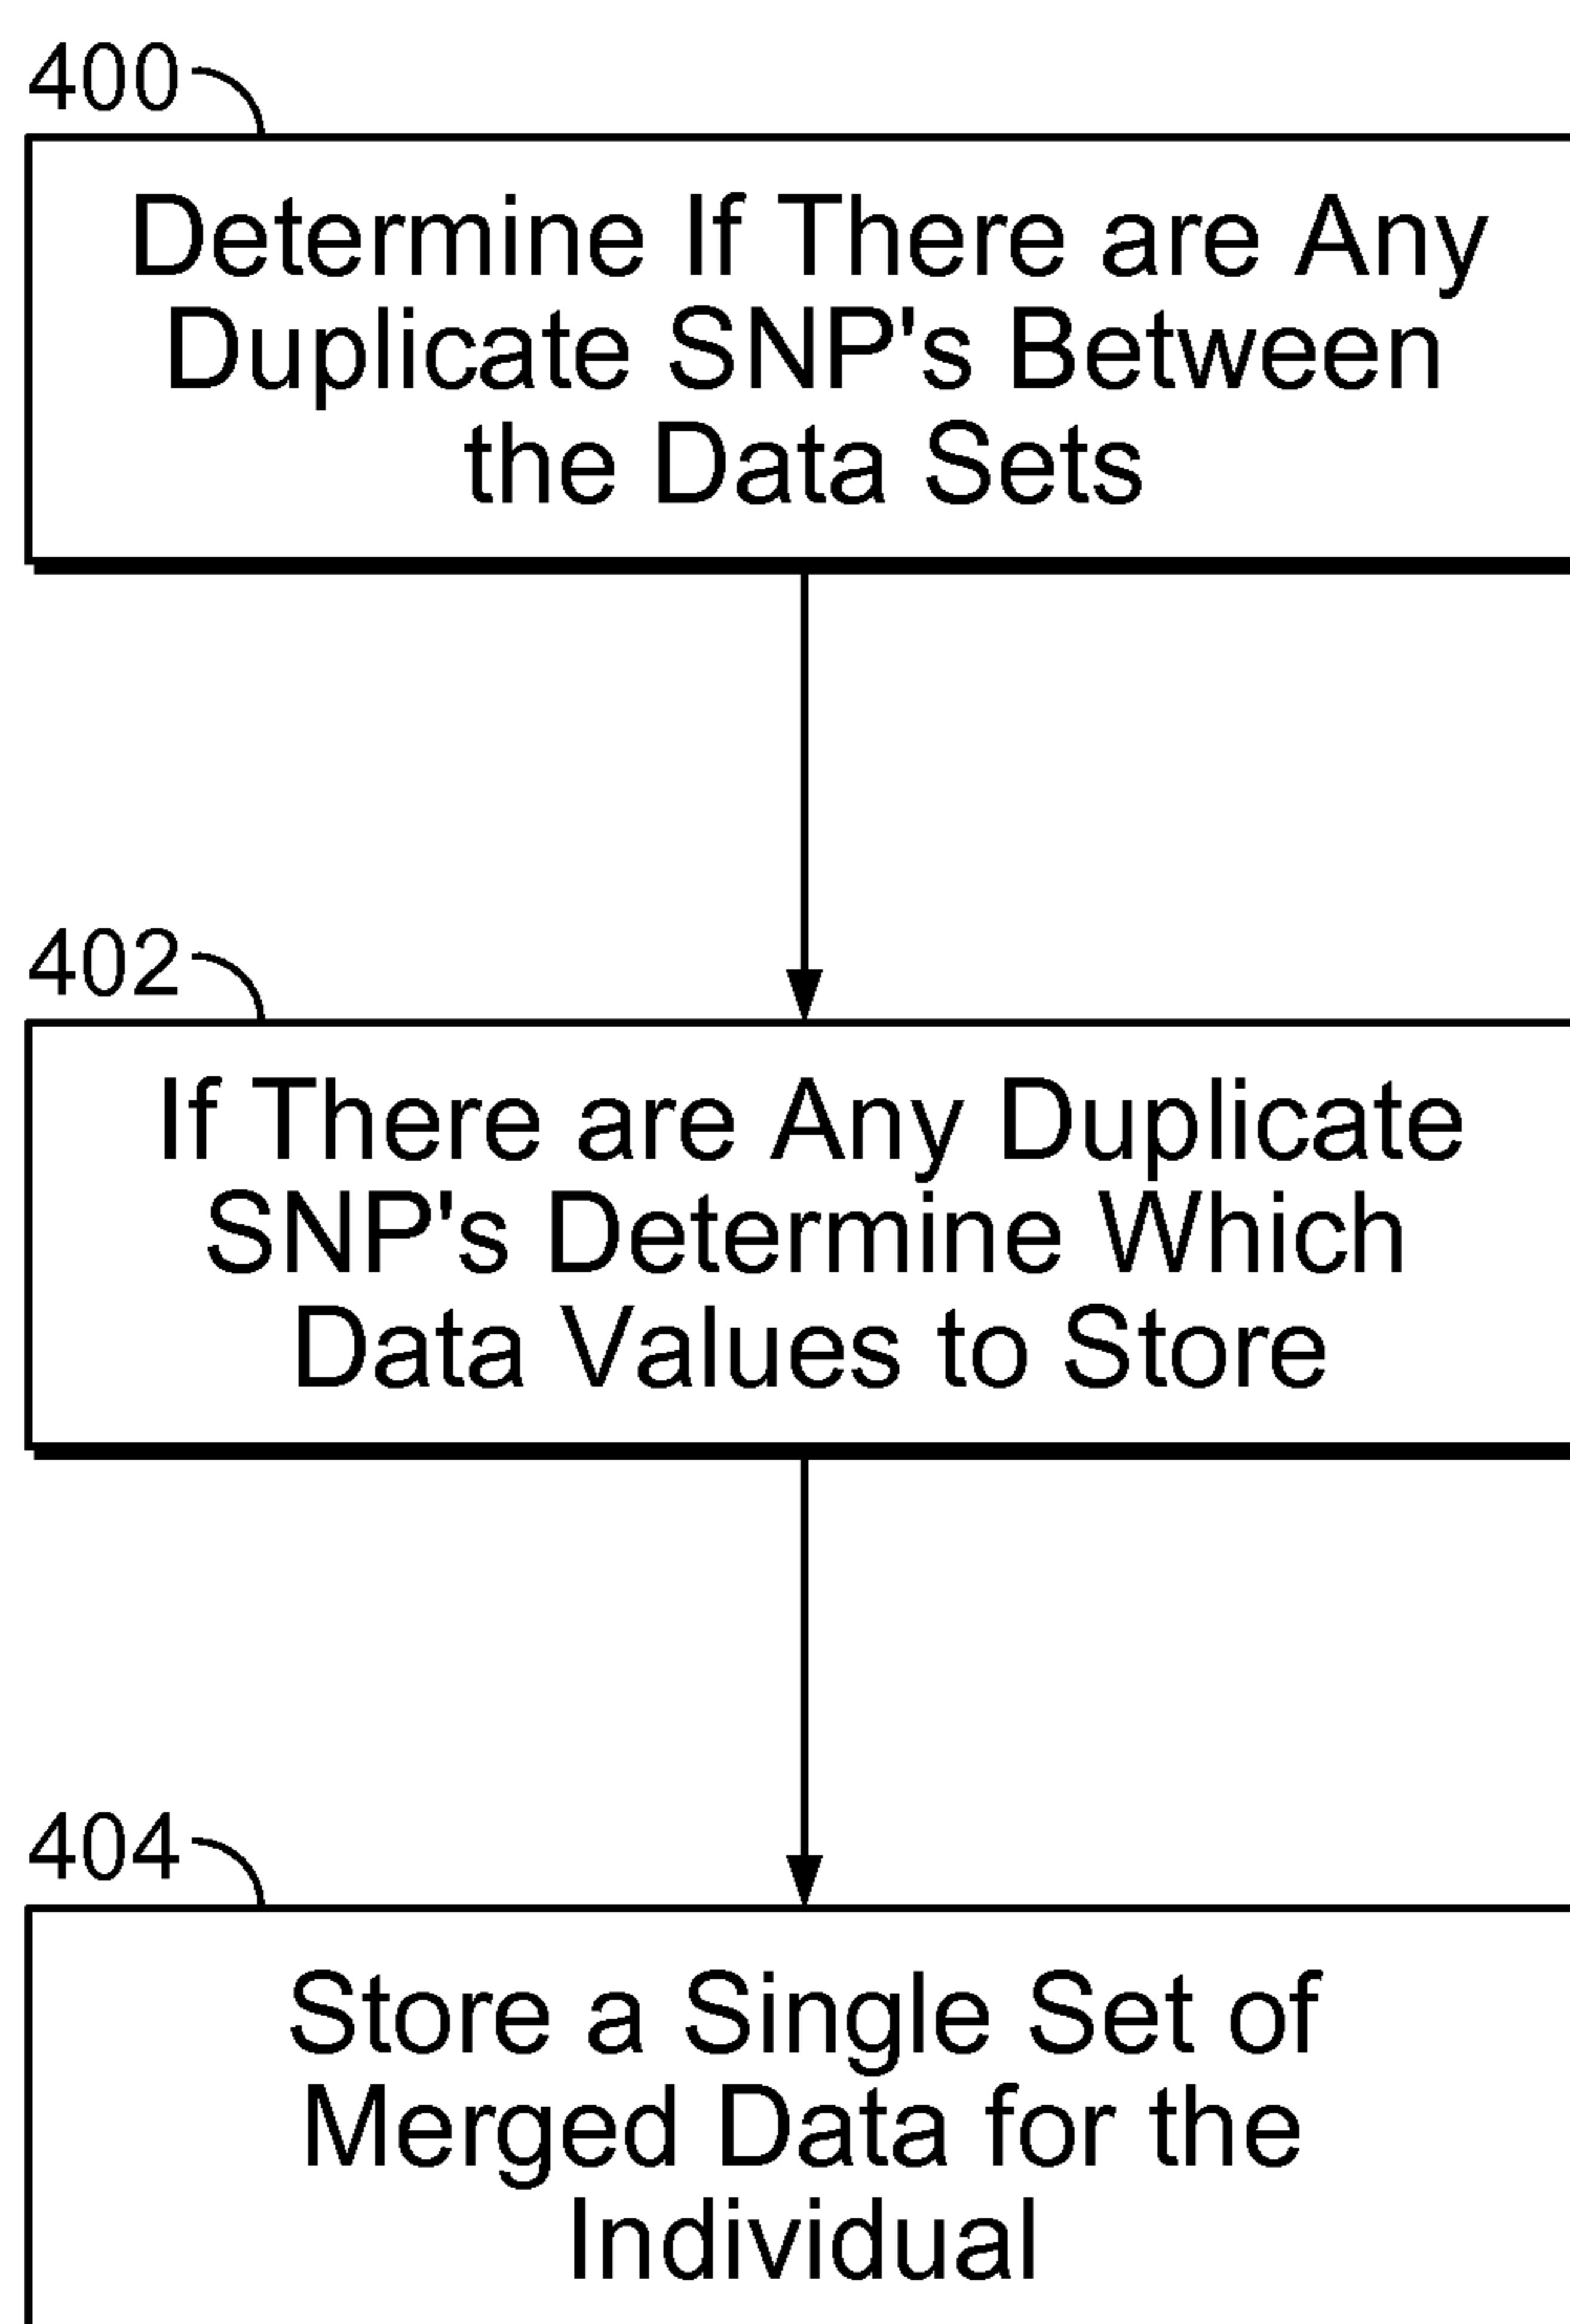 400
Determine If There are Any
Duplicate SNP's Between
the Data Sets
402
If There are Any Duplicate
SNP's Determine Which
Data Values to Store
404
Store a Single Set of
Merged Data for the
Individual